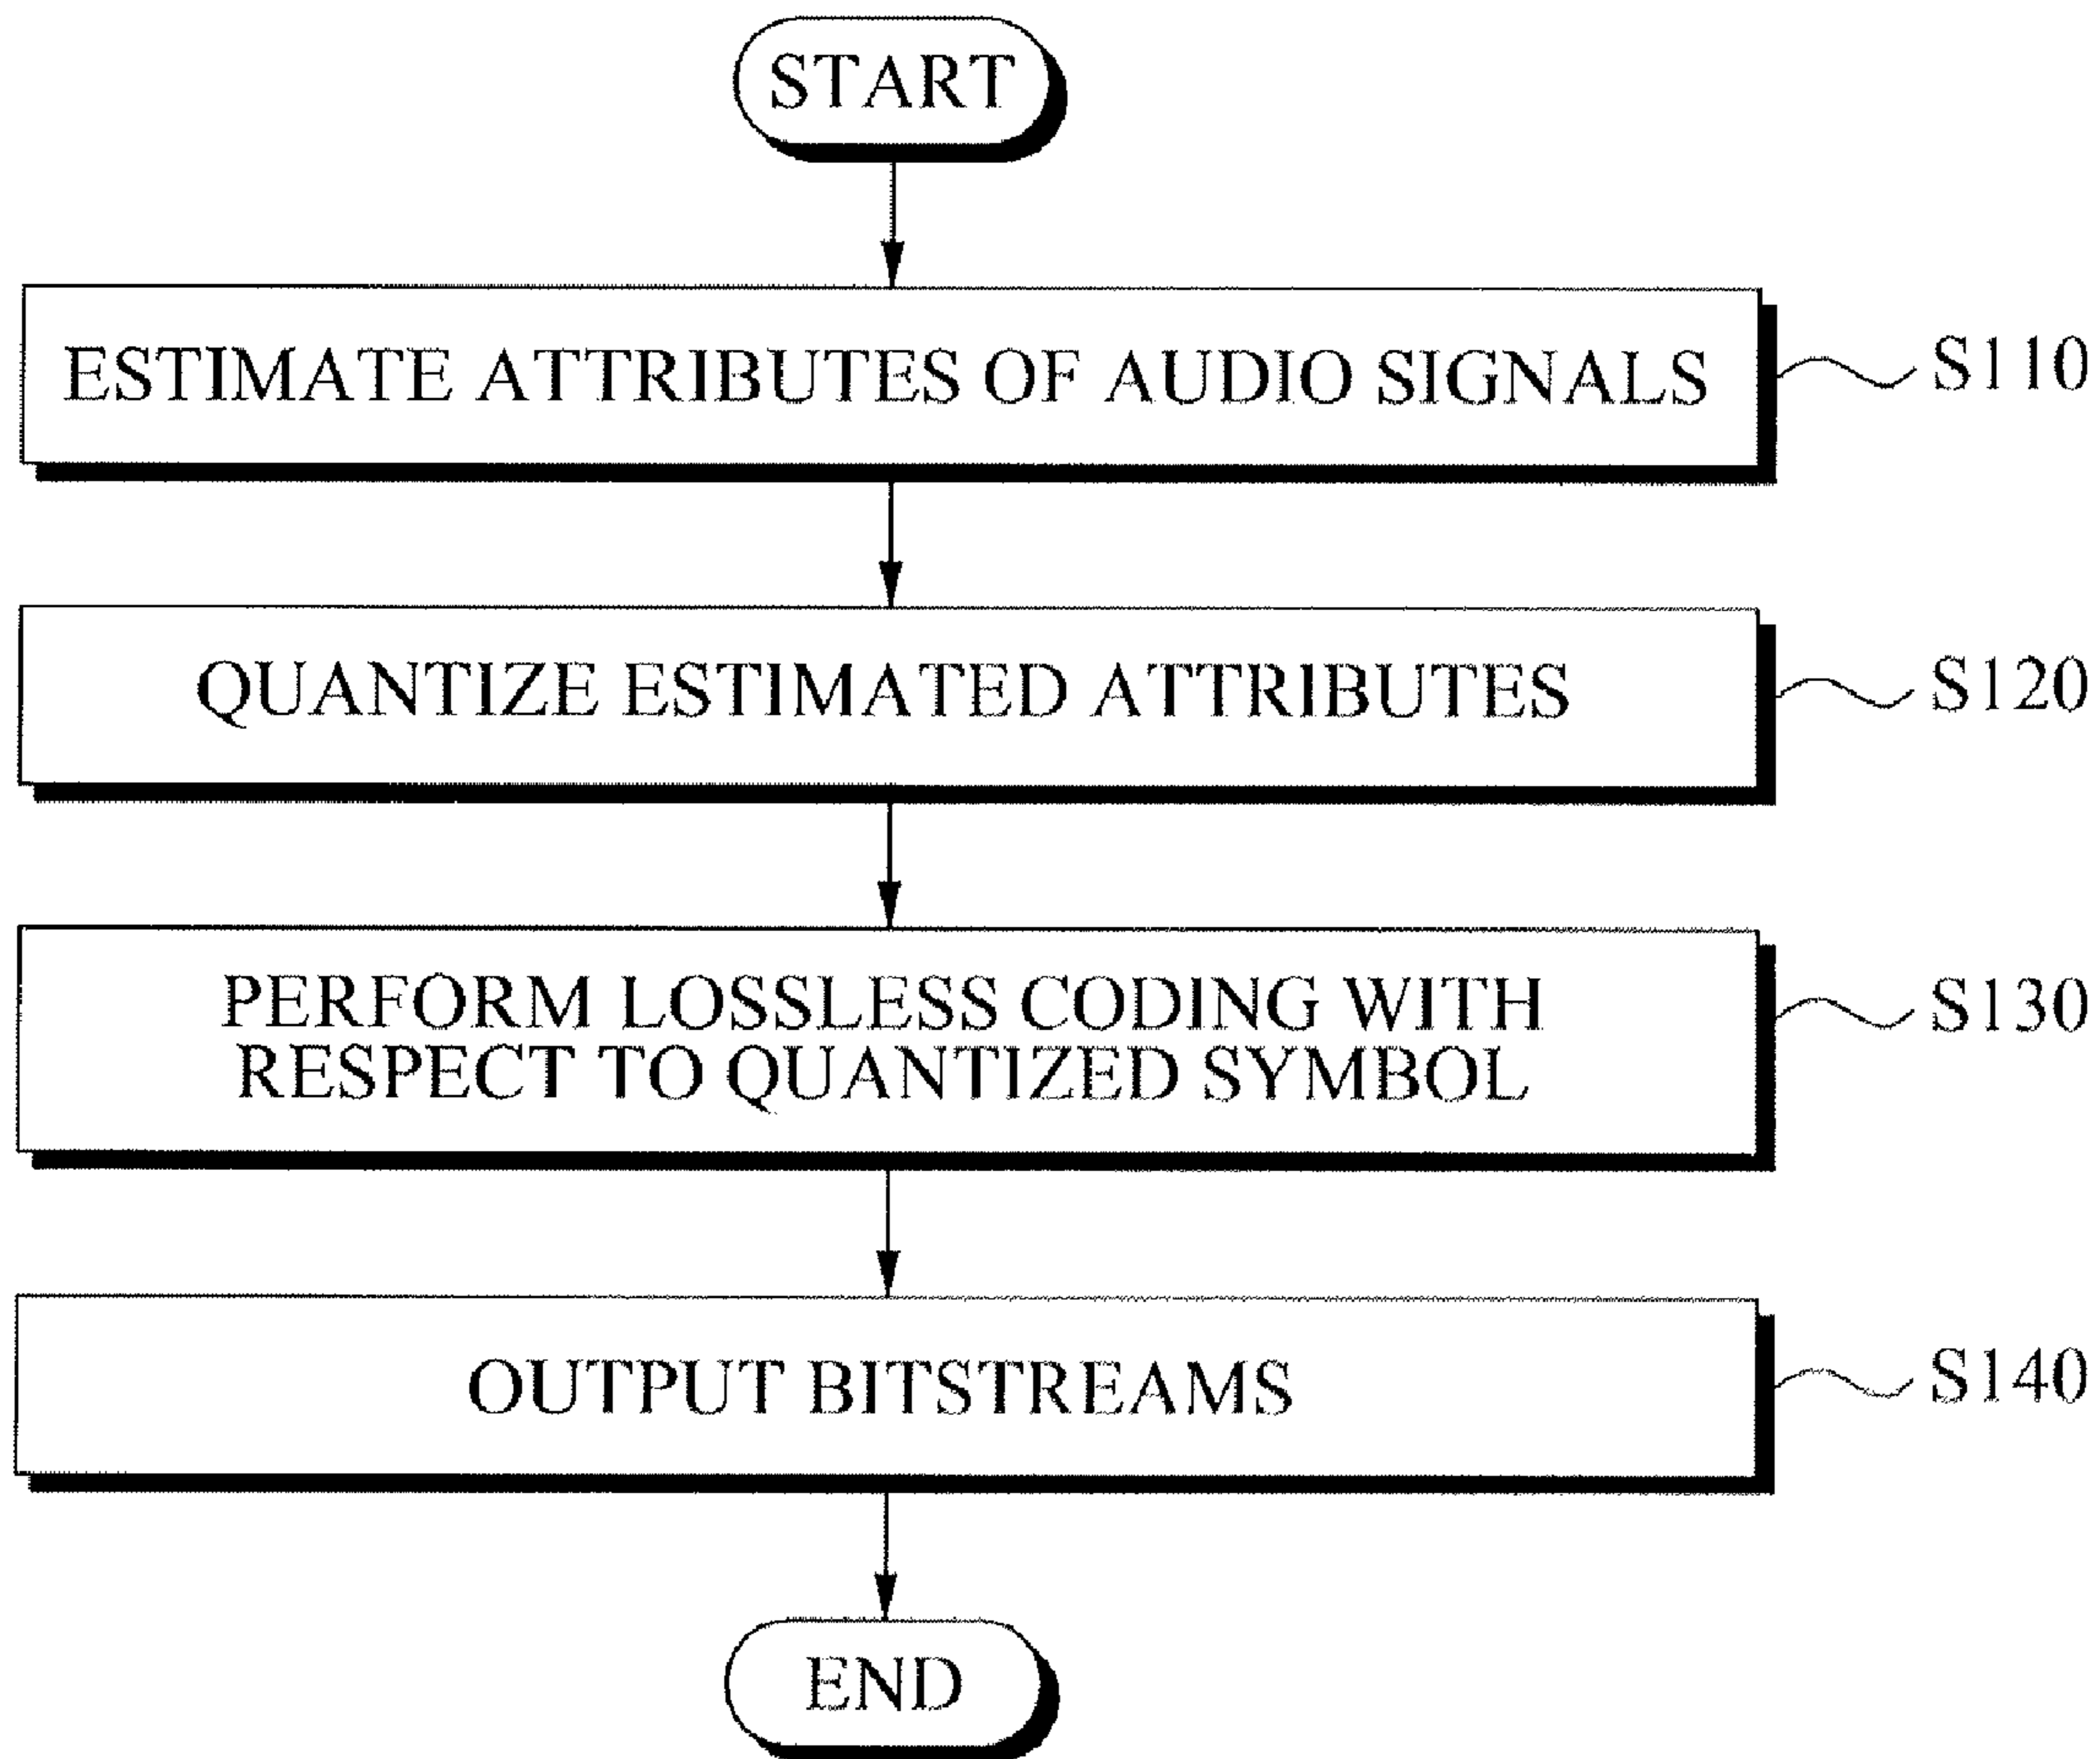 START
ESTIMATE ATTRIBUTES OF AUDIO SIGNALS
S110
QUANTIZE ESTIMATED ATTRIBUTES
S120
PERFORM LOSSLESS CODING WITH
RESPECT TO QUANTIZED SYMBOL
S130
OUTPUT BITSTREAMS
S140
END